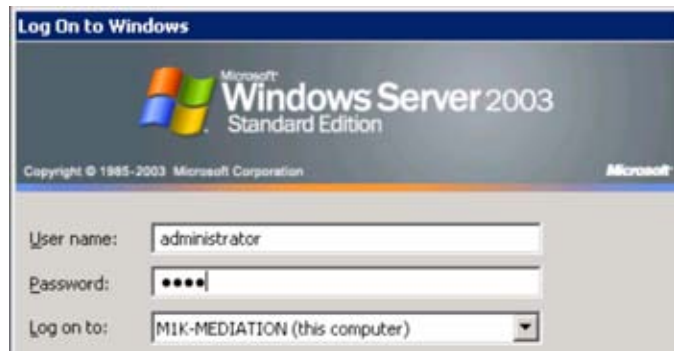 Log On to Windows
Microsoft
Windows Server 2003
Standard Edition
Copyright © 1985-2003 Microsoft Corporation
Microsoft
User name: administrator
Password: ••••
Log on to: M1K-MEDIATION (this computer)